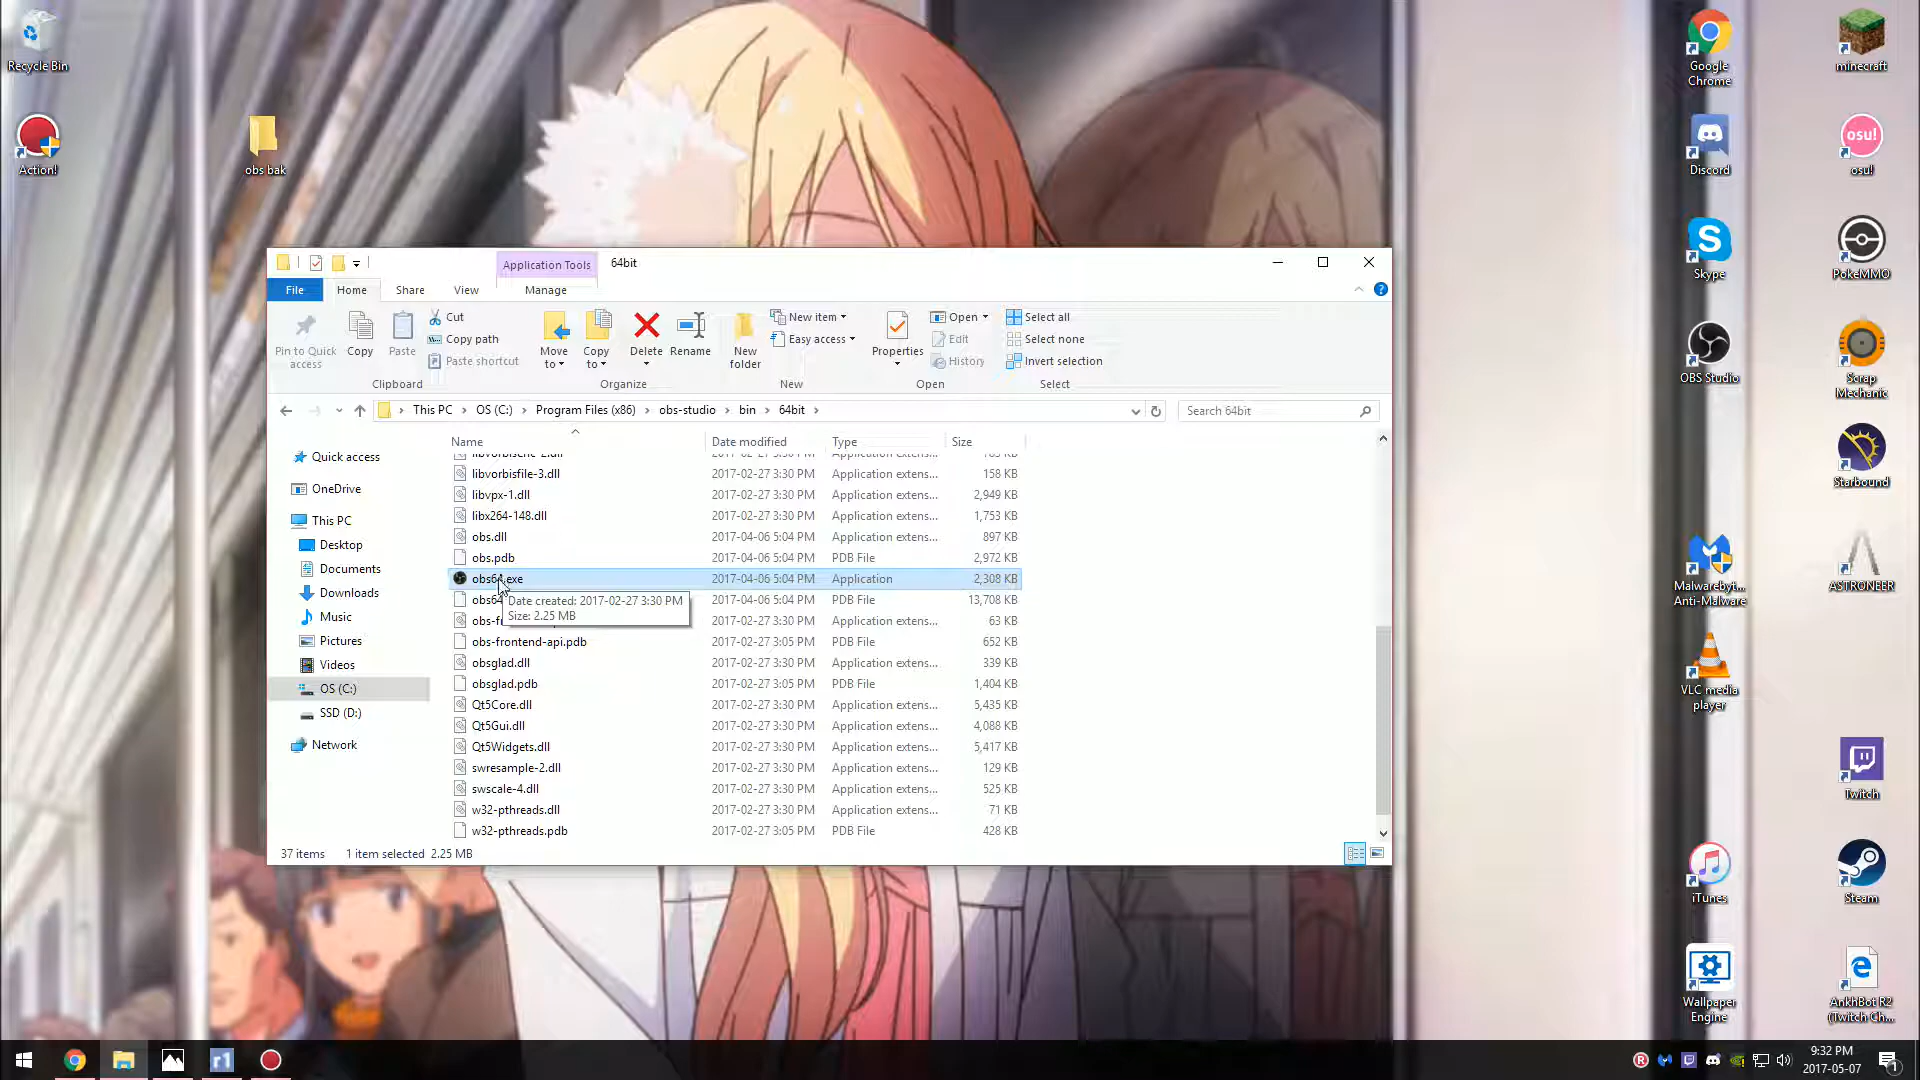 Recycle Bin
Action!
obs bak
Google
Chrome
minecraft
Discord
osu!
osu!
Skype
PokeMMO
OBS Studio
Scrap
Mechanic
Starbound
Malwarebyt...
Anti-Malware
ASTRONEER
VLC media
player
Twitch
iTunes
Steam
Wallpaper
Engine
AnkhBot R2
(Twitch Ch...
Application Tools
64bit
File
Home
Share
View
Manage
Pin to Quick
access
Copy
Paste
Cut
Copy path
Paste shortcut
Clipboard
Move
to
Copy
to
Delete
Rename
Organize
New
folder
New item
Easy access
New
Properties
Open
Edit
History
Open
Select all
Select none
Invert selection
Select
This PC > OS (C:) > Program Files (x86) > obs-studio > bin > 64bit >
Search 64bit
Quick access
OneDrive
This PC
Desktop
Documents
Downloads
Music
Pictures
Videos
OS (C:)
SSD (D:)
Network
Name Date modified Type Size
libvorbisfile-3.dll 2017-02-27 3:30 PM Application extens... 158 KB
libvpx-1.dll 2017-02-27 3:30 PM Application extens... 2,949 KB
libx264-148.dll 2017-02-27 3:30 PM Application extens... 1,753 KB
obs.dll 2017-04-06 5:04 PM Application extens... 897 KB
obs.pdb 2017-04-06 5:04 PM PDB File 2,972 KB
obs64.exe 2017-04-06 5:04 PM Application 2,308 KB
obs64 2017-04-06 5:04 PM PDB File 13,708 KB
Date created: 2017-02-27 3:30 PM
Size: 2.25 MB
obs-f 2017-02-27 3:30 PM Application extens... 63 KB
obs-frontend-api.pdb 2017-02-27 3:05 PM PDB File 652 KB
obsglad.dll 2017-02-27 3:30 PM Application extens... 339 KB
obsglad.pdb 2017-02-27 3:05 PM PDB File 1,404 KB
Qt5Core.dll 2017-02-27 3:30 PM Application extens... 5,435 KB
Qt5Gui.dll 2017-02-27 3:30 PM Application extens... 4,088 KB
Qt5Widgets.dll 2017-02-27 3:30 PM Application extens... 5,417 KB
swresample-2.dll 2017-02-27 3:30 PM Application extens... 129 KB
swscale-4.dll 2017-02-27 3:30 PM Application extens... 525 KB
w32-pthreads.dll 2017-02-27 3:30 PM Application extens... 71 KB
w32-pthreads.pdb 2017-02-27 3:05 PM PDB File 428 KB
37 items 1 item selected 2.25 MB
r1
9:32 PM
2017-05-07
1